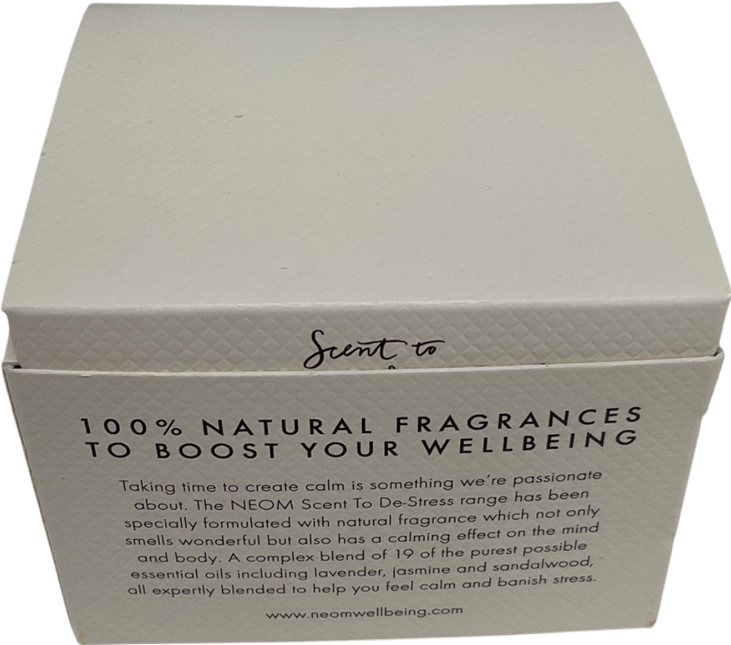 Scent to
100% NATURAL FRAGRANCES
TO BOOST YOUR WELLBEING
Taking time to create calm is something we're passionate
about. The NEOM Scent To De-Stress range has been
specially formulated with natural fragrance which not only
smells wonderful but also has a calming effect on the mind
and body. A complex blend of 19 of the purest possible
essential oils including lavender, jasmine and sandalwood,
all expertly blended to help you feel calm and banish stress.
www.neomwellbeing.com